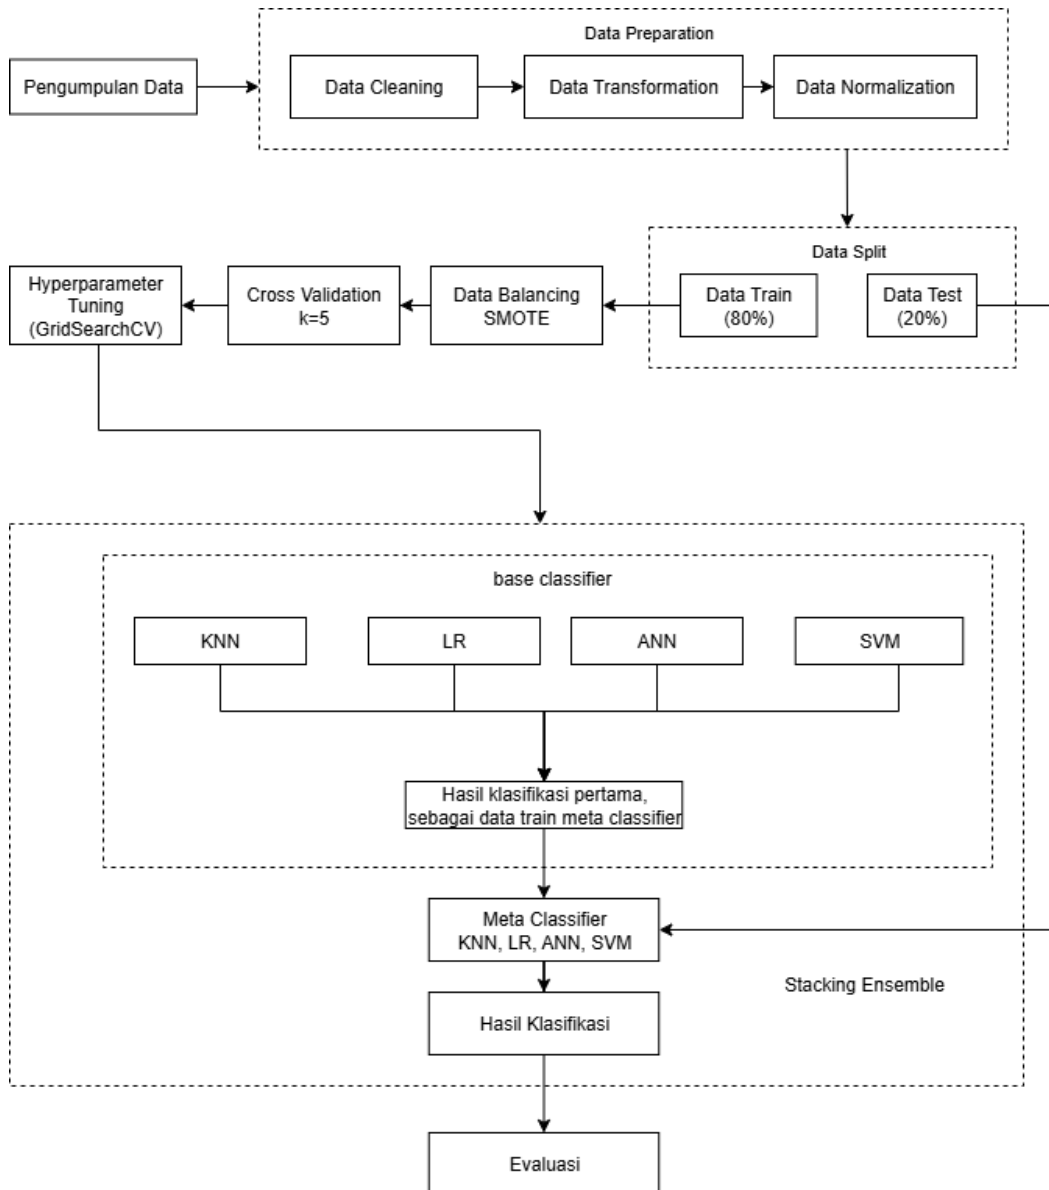 Data Preparation
Pengumpulan Data
Data Cleaning
Data Transformation
Data Normalization
Data Split
Hyperparameter
Tuning
(GridSearchCV)
Cross Validation
k=5
Data Balancing
SMOTE
Data Train
(80%)
Data Test
(20%)
base classifier
KNN
LR
ANN
SVM
Hasil klasifikasi pertama,
sebagai data train meta classifier
Meta Classifier
KNN, LR, ANN, SVM
Stacking Ensemble
Hasil Klasifikasi
Evaluasi